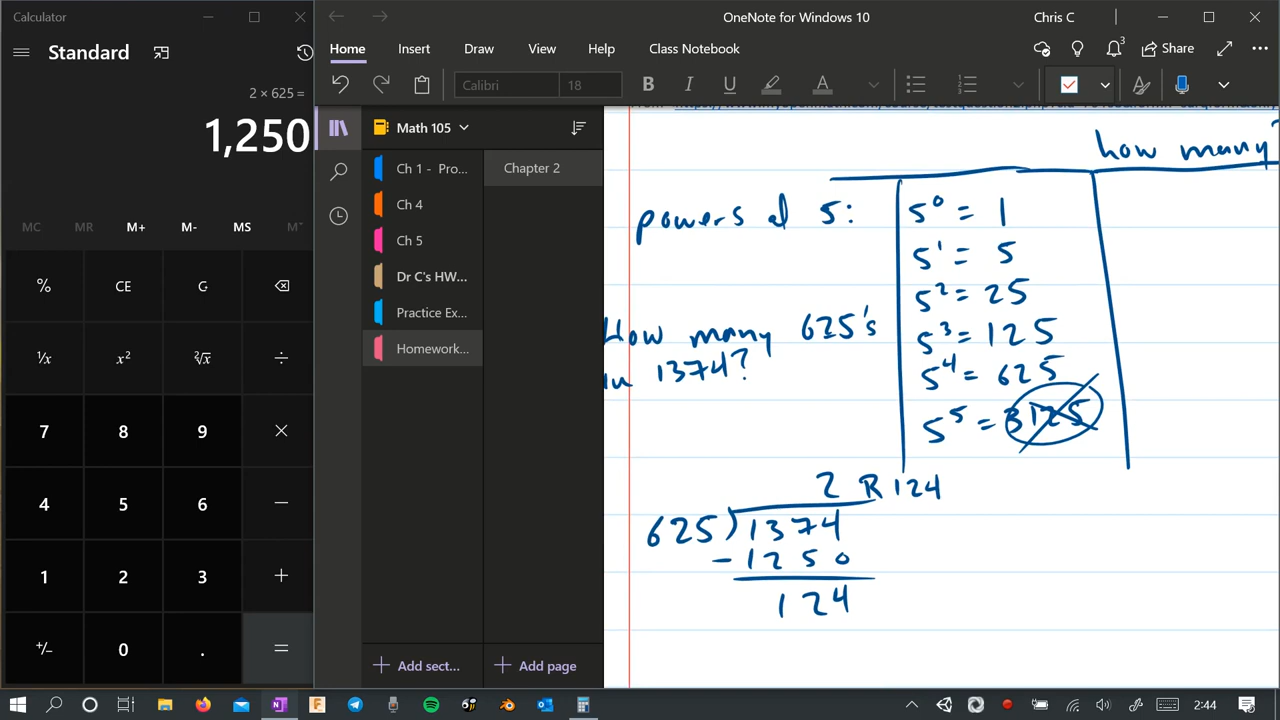 Calculator
OneNote for Windows 10
Chris C
Standard
Home Insert Draw View Help Class Notebook
3
Share
2 × 625 =
1,250
Calibri 18
B I U A
Math 105
how many?
MC MR M+ M- MS
Ch 1 - Pro...
Chapter 2
Ch 4
powers of 5:
5⁰ = 1
Ch 5
5¹ = 5
% CE C
Dr C's HW...
5² = 25
Practice Ex...
How many 625's
5³ = 125
Homework...
in 1374?
¹/x x² ²√x ÷
5⁴ = 625
5⁵ = 3125
7 8 9 ×
2 R 124
4 5 6 −
625 1374
-1250
1 2 3 +
124
+/- 0 . =
Add sect...
Add page
2:44